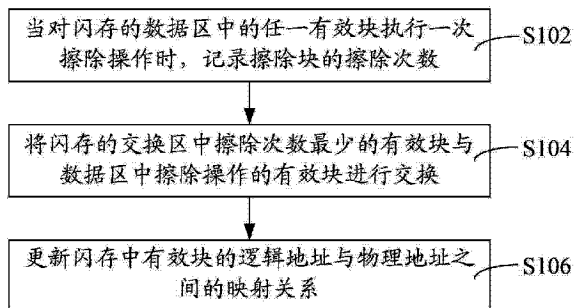 当对闪存的数据区中的任一有效块执行一次
擦除操作时，记录擦除块的擦除次数
S102
将闪存的交换区中擦除次数最少的有效块与
数据区中擦除操作的有效块进行交换
S104
更新闪存中有效块的逻辑地址与物理地址之
间的映射关系
S106